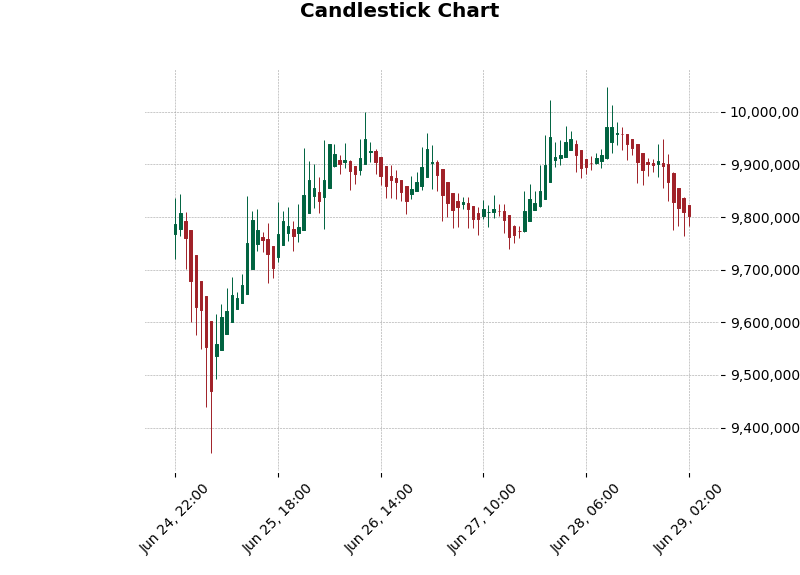 Candlestick Chart
10,000,00
9,900,000
9,800,000
9,700,000
9,600,000
9,500,000
9,400,000
Jun 24, 22:00
Jun 25, 18:00
Jun 26, 14:00
Jun 27, 10:00
Jun 28, 06:00
Jun 29, 02:00